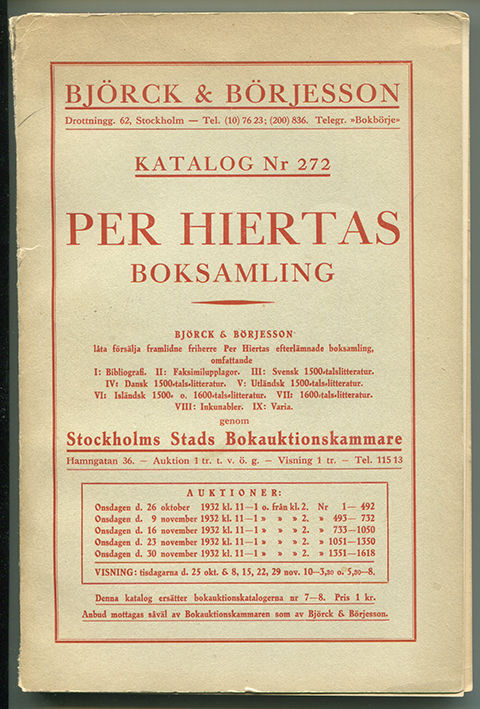 BJÖRCK & BÖRJESSON
Drottningg. 62, Stockholm — Tel. (10) 76 23; (200) 836. Telegr. »Bokbörje»
KATALOG Nr 272
PER HIERTAS
BOKSAMLING
BJÖRCK & BÖRJESSON
låta försälja framlidne friherre Per Hiertas efterlämnade boksamling,
omfattande
I: Bibliografi. II: Faksimilupplagor. III: Svensk 1500-talslitteratur.
IV: Dansk 1500-tals-litteratur. V: Utländsk 1500-talslitteratur.
VI: Isländsk 1500- o. 1600-tals-litteratur. VII: 1600-tals-litteratur.
VIII: Inkunabler. IX: Varia.
genom
Stockholms Stads Bokauktionskammare
Hamngatan 36. — Auktion 1 tr. t. v. ö. g. — Visning 1 tr. — Tel. 115 13
AUKTIONER:
Onsdagen d. 26 oktober 1932 kl. 11—1 o. från kl. 2. Nr 1— 492
Onsdagen d. 9 november 1932 kl. 11—1 » » » 2. » 493— 732
Onsdagen d. 16 november 1932 kl. 11—1 » » » 2. » 733—1050
Onsdagen d. 23 november 1932 kl. 11—1 » » » 2. » 1051—1350
Onsdagen d. 30 november 1932 kl. 11—1 » » » 2. » 1351—1618
VISNING: tisdagarna d. 25 okt. & 8, 15, 22, 29 nov. 10—3,30 o. 5,30—8.
Denna katalog ersätter bokauktionskatalogerna nr 7—8. Pris 1 kr.
Anbud mottagas såväl av Bokauktionskammaren som av Björck & Börjesson.